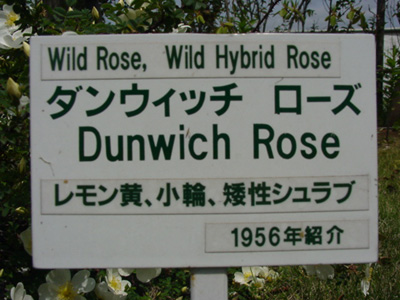 Wild Rose, Wild Hybrid Rose
ダンウィッチ ローズ
Dunwich Rose
レモン黄、小輪、矮性シュラブ
1956年紹介